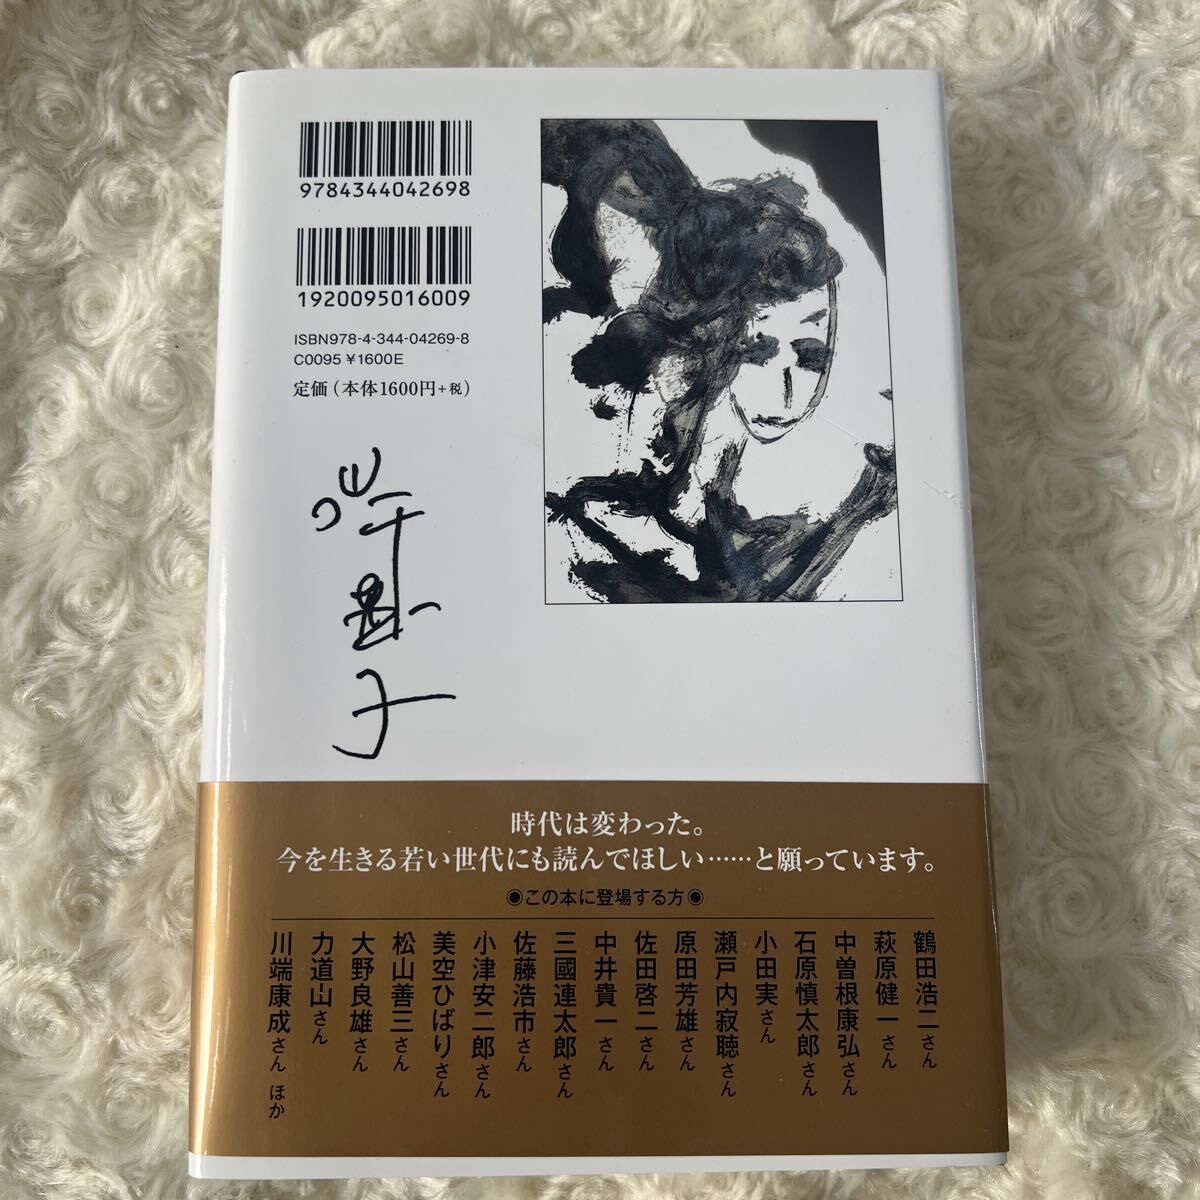 9784344042698
1920095016009
ISBN978-4-344-04269-8
C0095 ¥1600E
定価(本体1600円+税)
岸惠子
時代は変わった。
今を生きる若い世代にも読んでほしい……と願っています。
◉この本に登場する方◉
鶴田浩二さん
萩原健一さん
中曽根康弘さん
石原慎太郎さん
小田実さん
瀬戸内寂聴さん
原田芳雄さん
佐田啓二さん
中井貴一さん
三國連太郎さん
佐藤浩市さん
小津安二郎さん
美空ひばりさん
松山善三さん
大野良雄さん
力道山さん
川端康成さん ほか